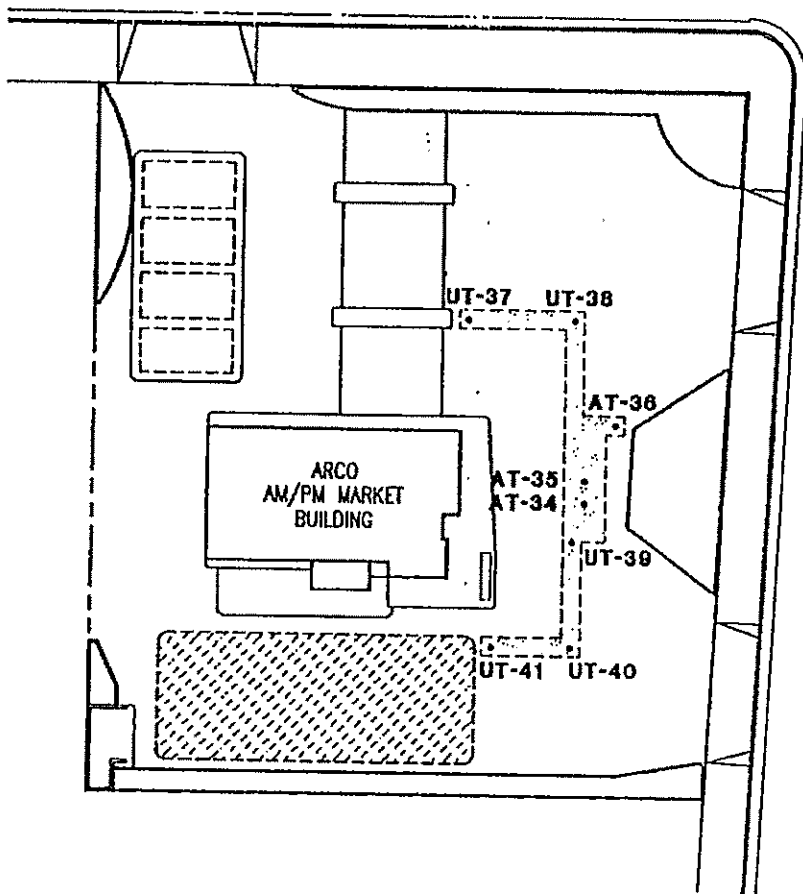 UT-37 UT-38
AT-36
ARCO
AM/PM MARKET
BUILDING
AT-35
AT-34
UT-39
UT-41 UT-40